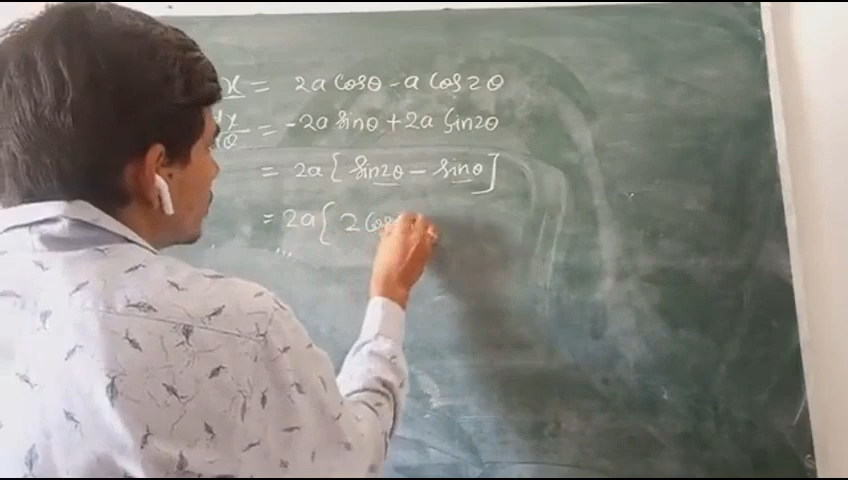 x = 2a cosθ - a cos2θ
dx/dθ = -2a sinθ + 2a sin2θ
= 2a [ sin2θ - sinθ ]
= 2a { 2 cos